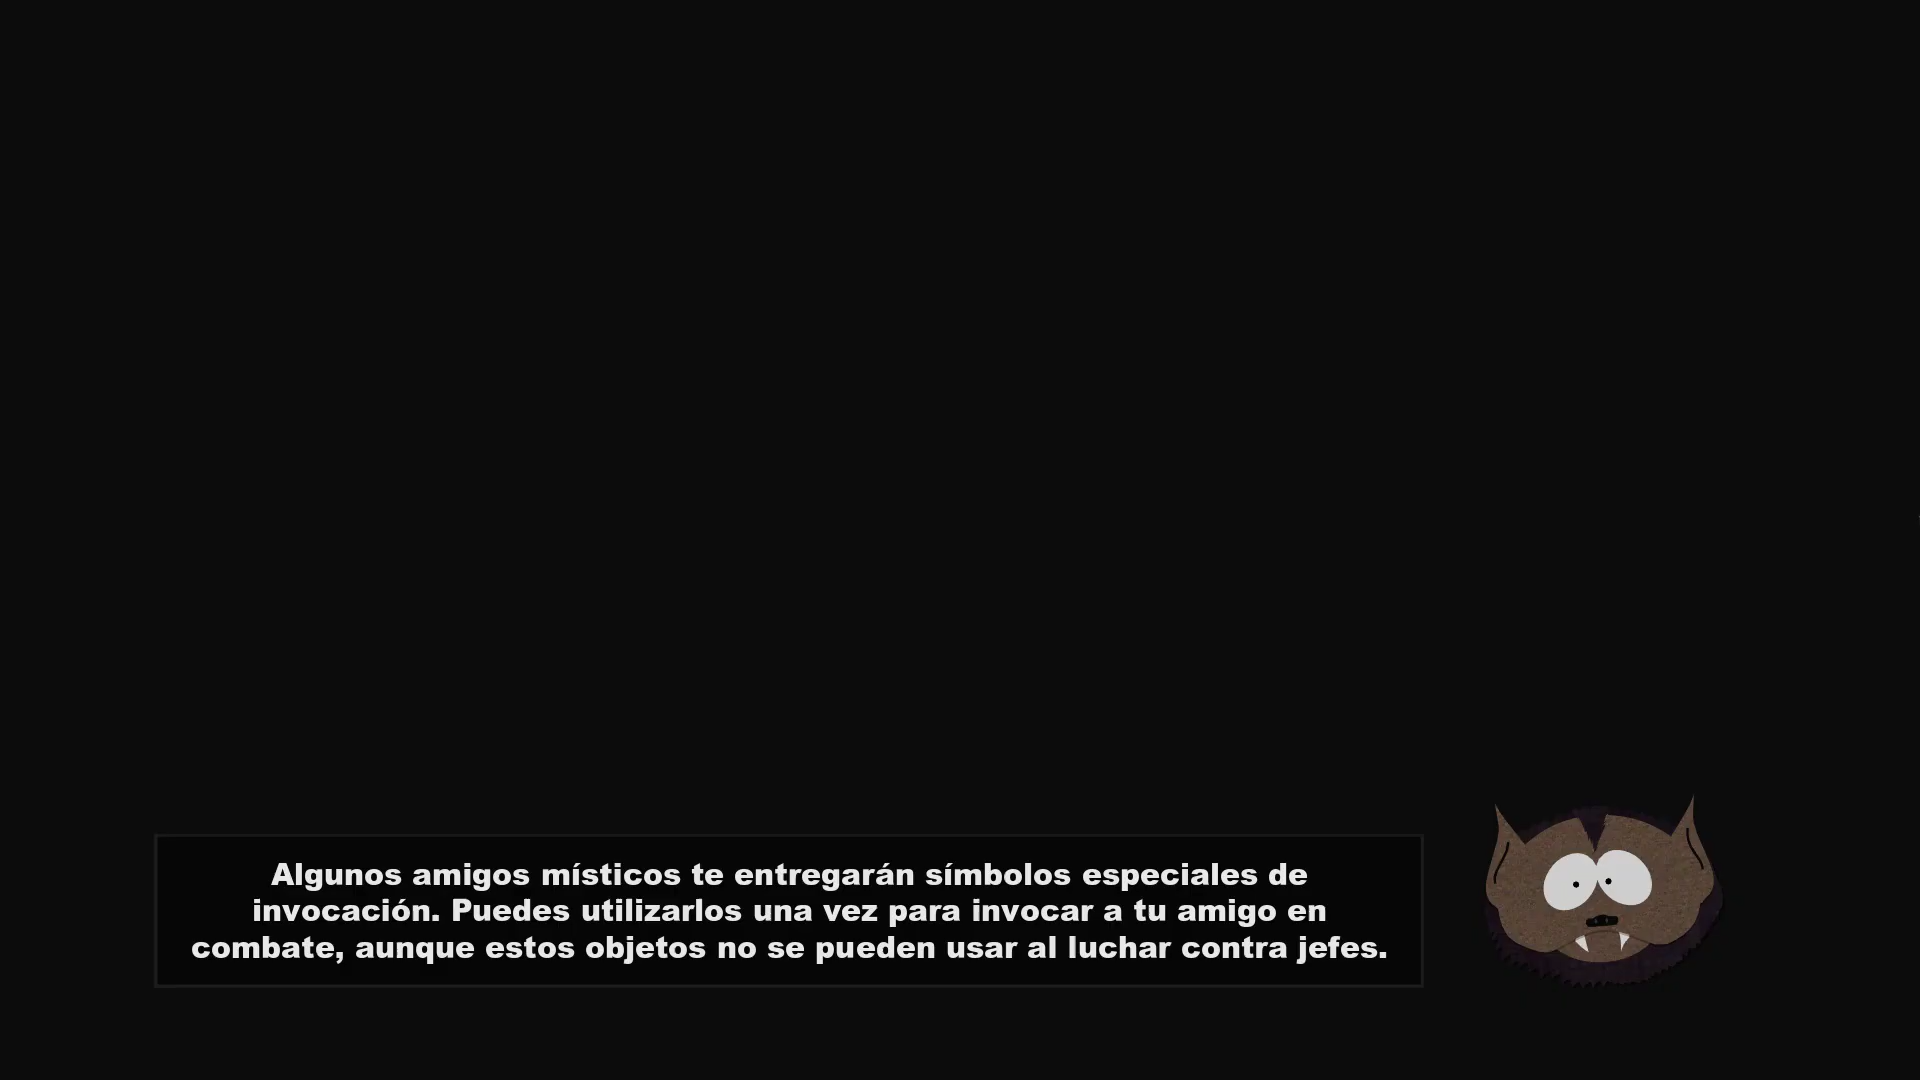 Algunos amigos místicos te entregarán símbolos especiales de
invocación. Puedes utilizarlos una vez para invocar a tu amigo en
combate, aunque estos objetos no se pueden usar al luchar contra jefes.